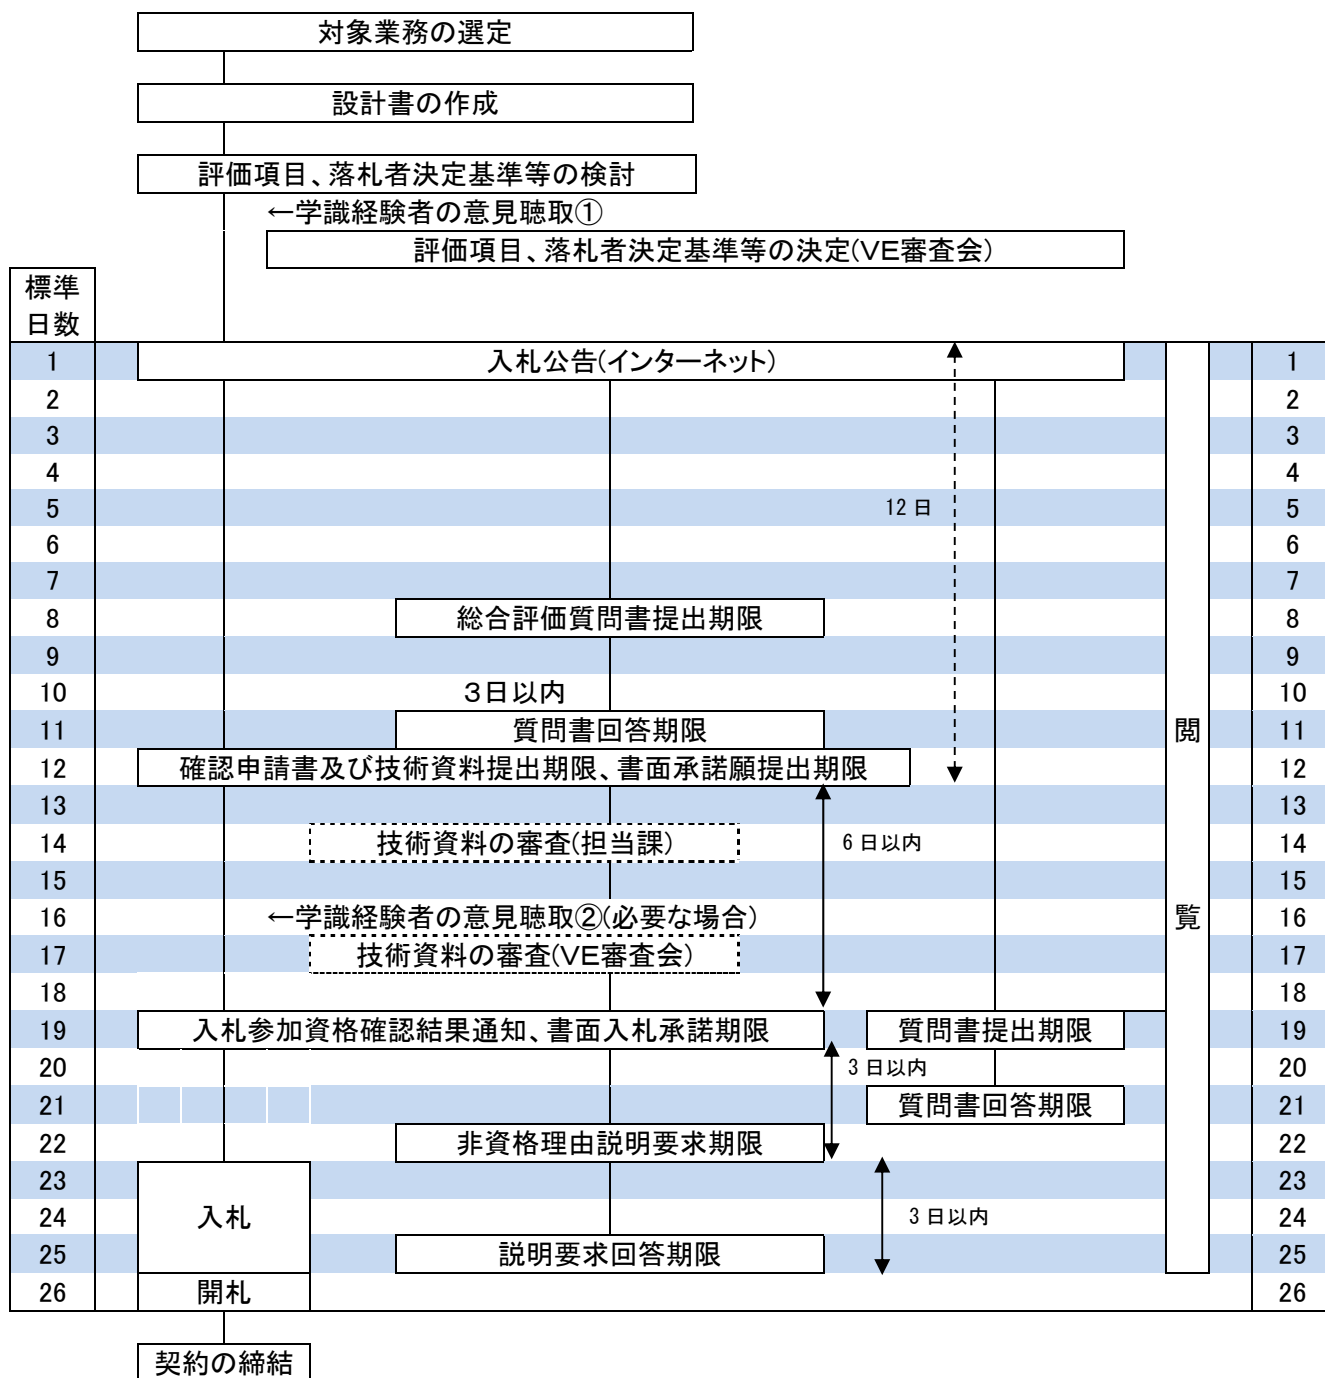 対象業務の選定
設計書の作成
評価項目、落札者決定基準等の検討
←学識経験者の意見聴取①
評価項目、落札者決定基準等の決定(VE審査会)
標準
日数
1 入札公告(インターネット) 1
2 2
3 3
4 4
5 12日 5
6 6
7 7
8 総合評価質問書提出期限 8
9 9
10 3日以内 10
11 質問書回答期限 閲 11
12 確認申請書及び技術資料提出期限、書面承諾願提出期限 12
13 13
14 技術資料の審査(担当課) 6日以内 14
15 15
16 ←学識経験者の意見聴取②(必要な場合) 覧 16
17 技術資料の審査(VE審査会) 17
18 18
19 入札参加資格確認結果通知、書面入札承諾期限 質問書提出期限 19
20 3日以内 20
21 質問書回答期限 21
22 非資格理由説明要求期限 22
23 23
24 入札 3日以内 24
25 説明要求回答期限 25
26 開札 26
契約の締結